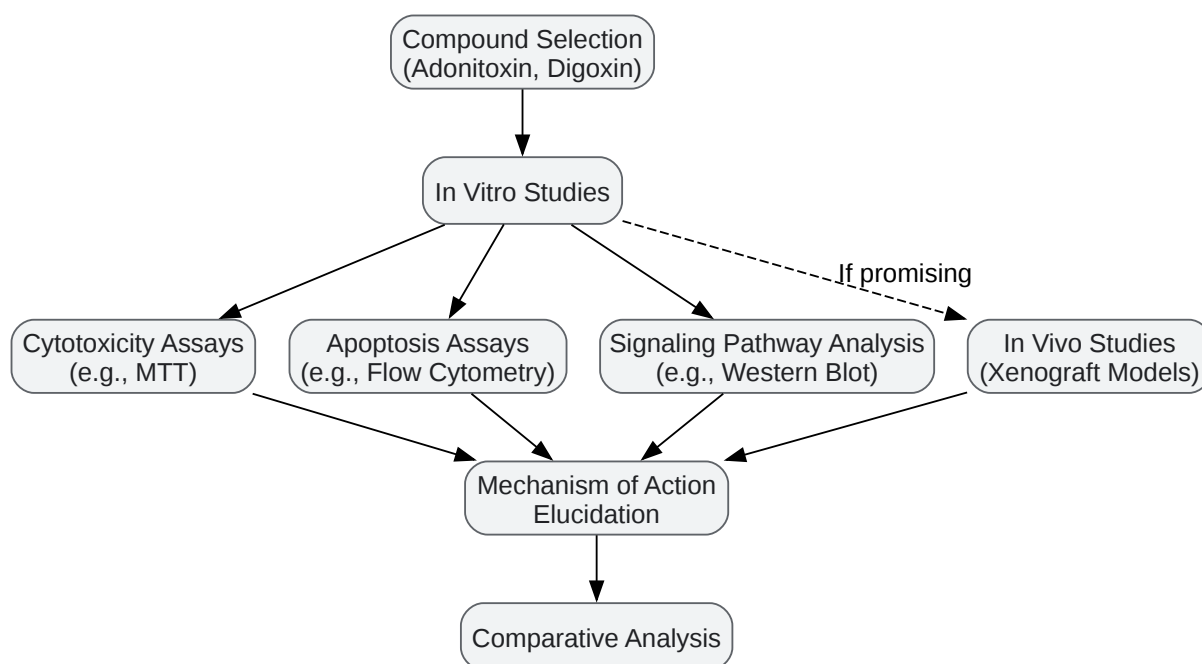 Compound Selection
(Adonitoxin, Digoxin)
In Vitro Studies
If promising
Cytotoxicity Assays
(e.g., MTT)
Apoptosis Assays
(e.g., Flow Cytometry)
Signaling Pathway Analysis
(e.g., Western Blot)
In Vivo Studies
(Xenograft Models)
Mechanism of Action
Elucidation
Comparative Analysis